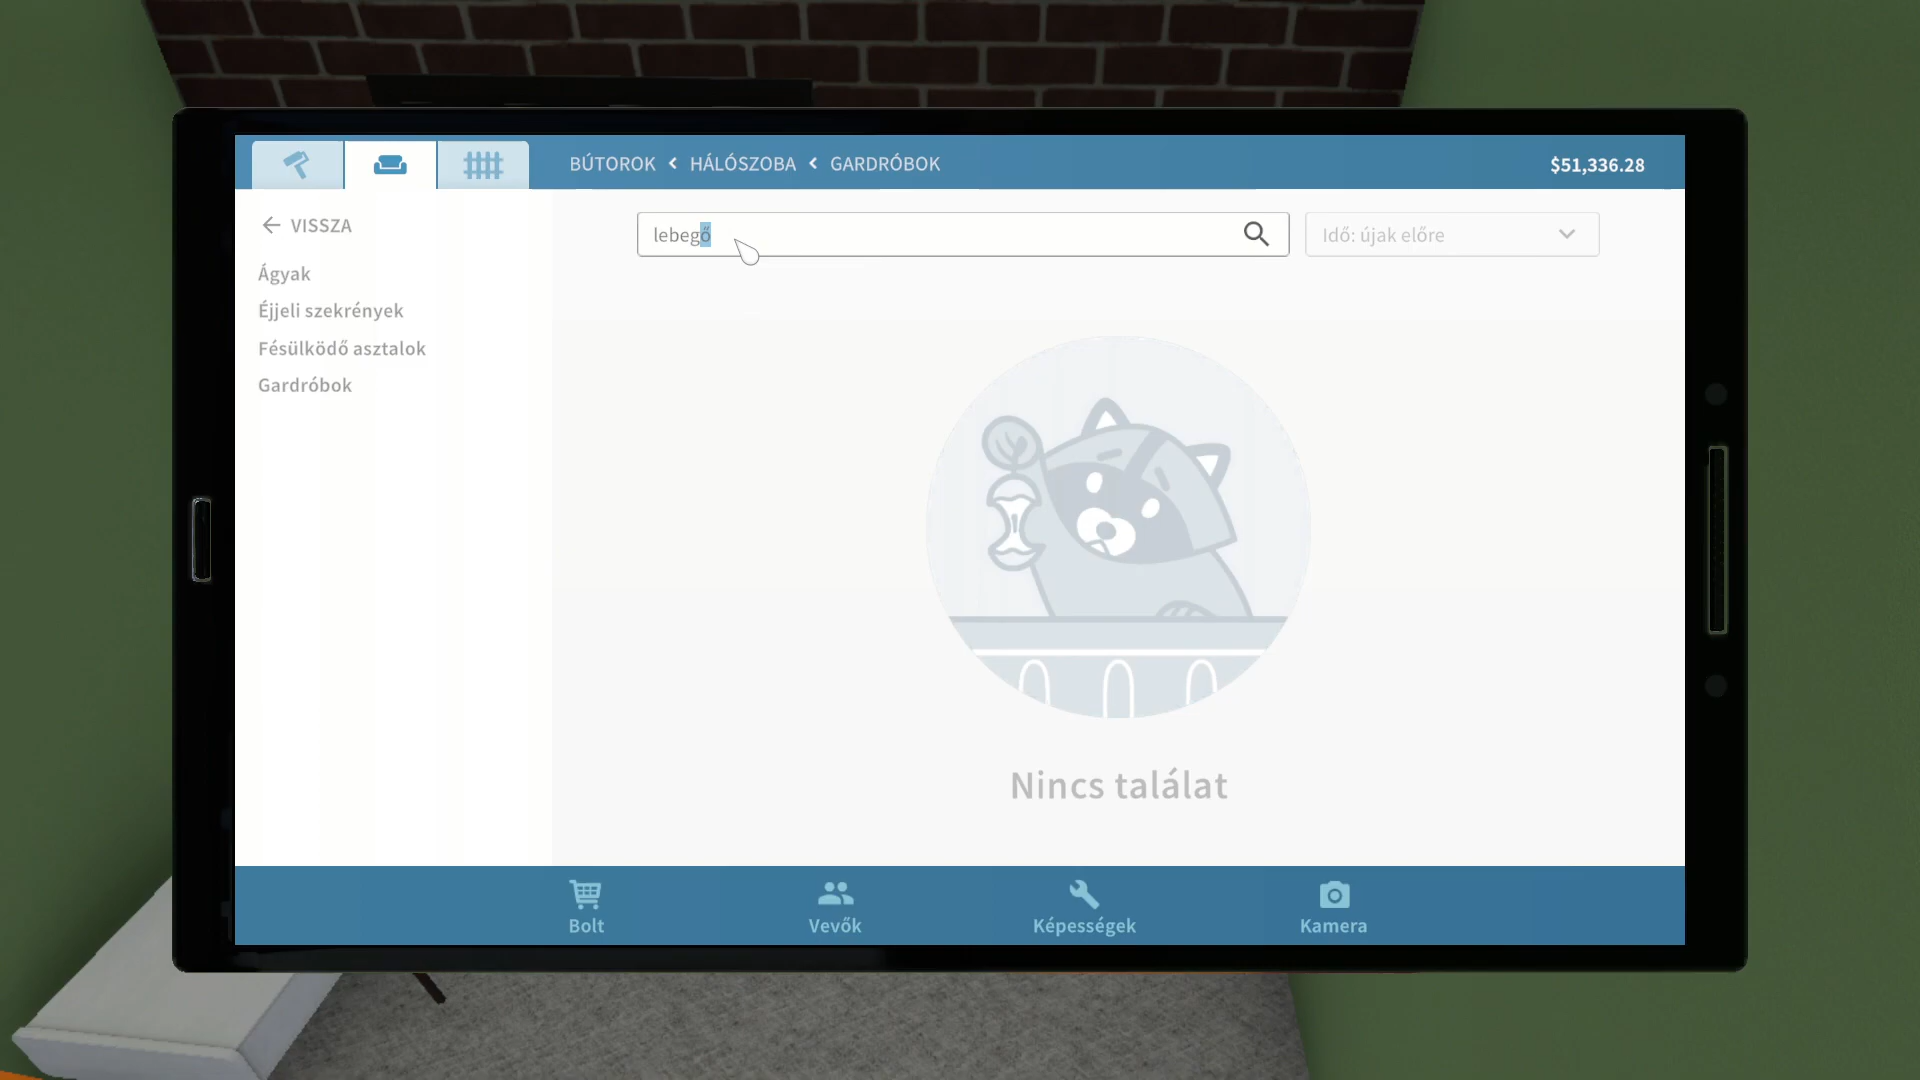 BÚTOROK < HÁLÓSZOBA < GARDRÓBOK
$51,336.28
VISSZA
lebegő
Idő: újak előre
Ágyak
Éjjeli szekrények
Fésülködő asztalok
Gardróbok
Nincs találat
Bolt
Vevők
Képességek
Kamera